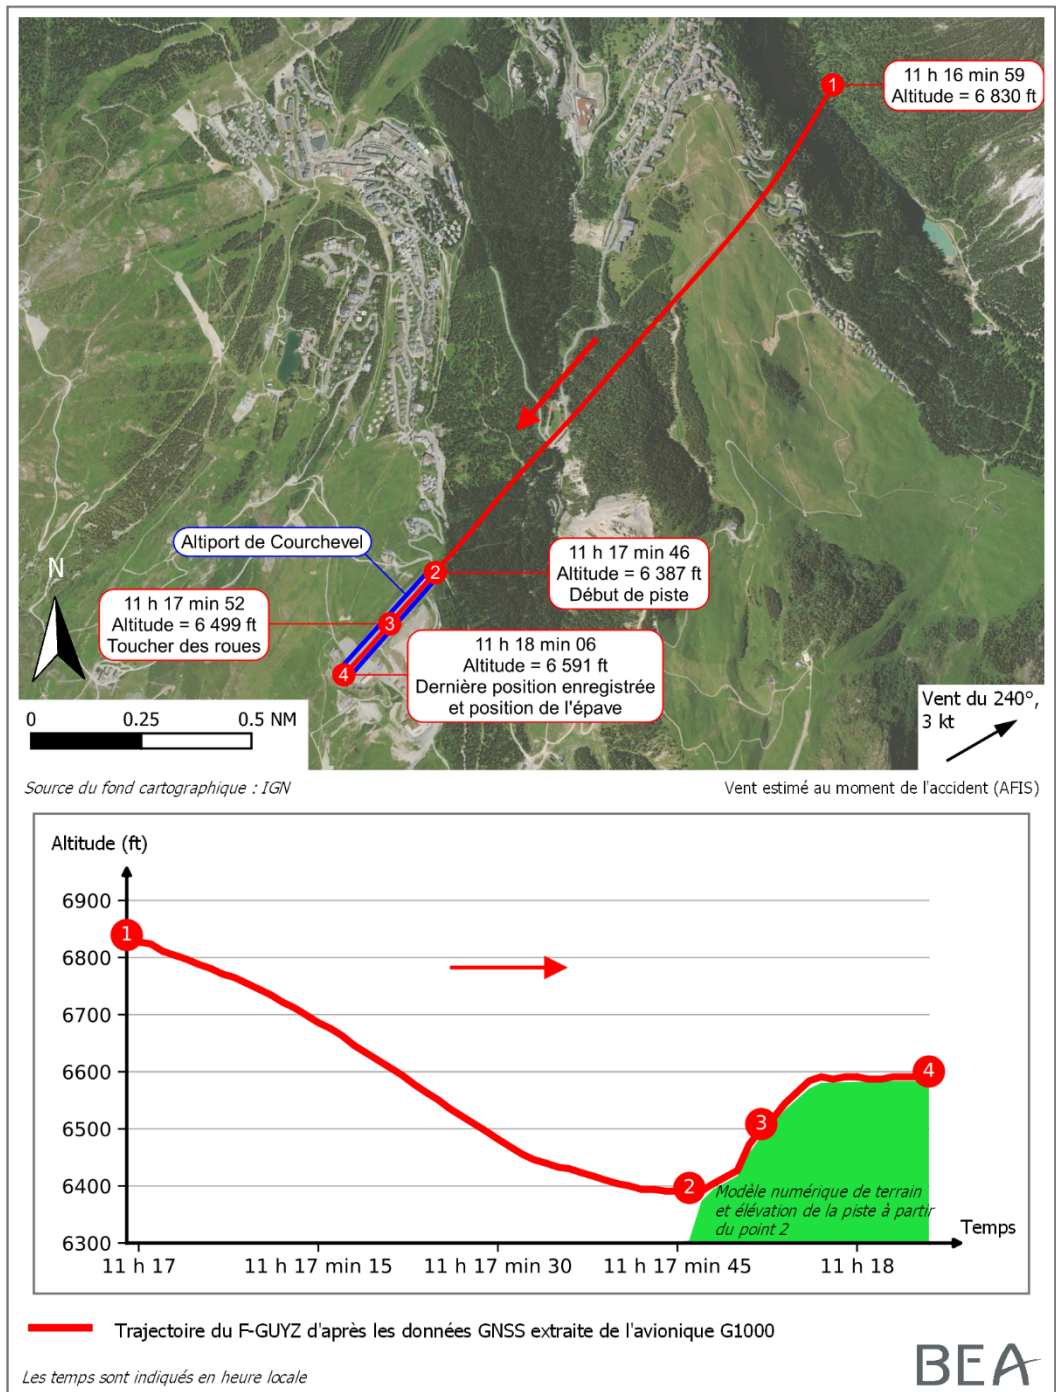 1
11 h 16 min 59
Altitude = 6 830 ft
Altiport de Courchevel
2
11 h 17 min 46
Altitude = 6 387 ft
Début de piste
N
11 h 17 min 52
Altitude = 6 499 ft
Toucher des roues
3
4
11 h 18 min 06
Altitude = 6 591 ft
Dernière position enregistrée
et position de l'épave
Vent du 240°,
3 kt
0 0.25 0.5 NM
Source du fond cartographique : IGN
Vent estimé au moment de l'accident (AFIS)
Altitude (ft)
6900
6800
6700
6600
6500
6400
6300
1
2
3
4
Modèle numérique de terrain
et élévation de la piste à partir
du point 2
Temps
11 h 17 11 h 17 min 15 11 h 17 min 30 11 h 17 min 45 11 h 18
Trajectoire du F-GUYZ d'après les données GNSS extraite de l'avionique G1000
Les temps sont indiqués en heure locale
BEA